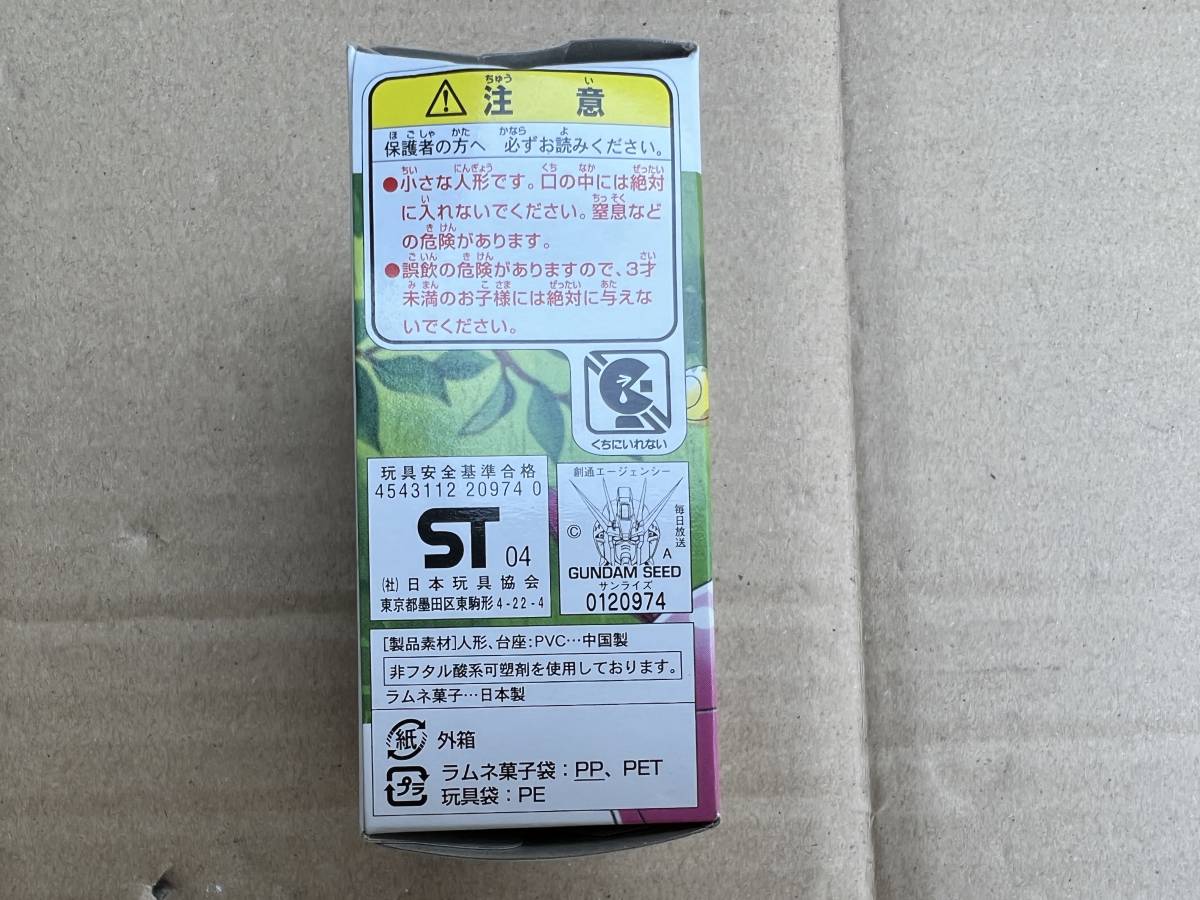 注意
保護者の方へ 必ずお読みください。
●小さな人形です。口の中には絶対
に入れないでください。窒息など
の危険があります。
●誤飲の危険がありますので、3才
未満のお子様には絶対に与えな
いでください。
くちにいれない
玩具安全基準合格
4543112 20974 0
ST 04
(社)日本玩具協会
東京都墨田区東駒形4-22-4
創通エージェンシー
©
毎日放送
A
GUNDAM SEED
サンライズ
0120974
[製品素材]人形、台座:PVC…中国製
非フタル酸系可塑剤を使用しております。
ラムネ菓子…日本製
紙 外箱
プラ ラムネ菓子袋:PP、PET
玩具袋:PE